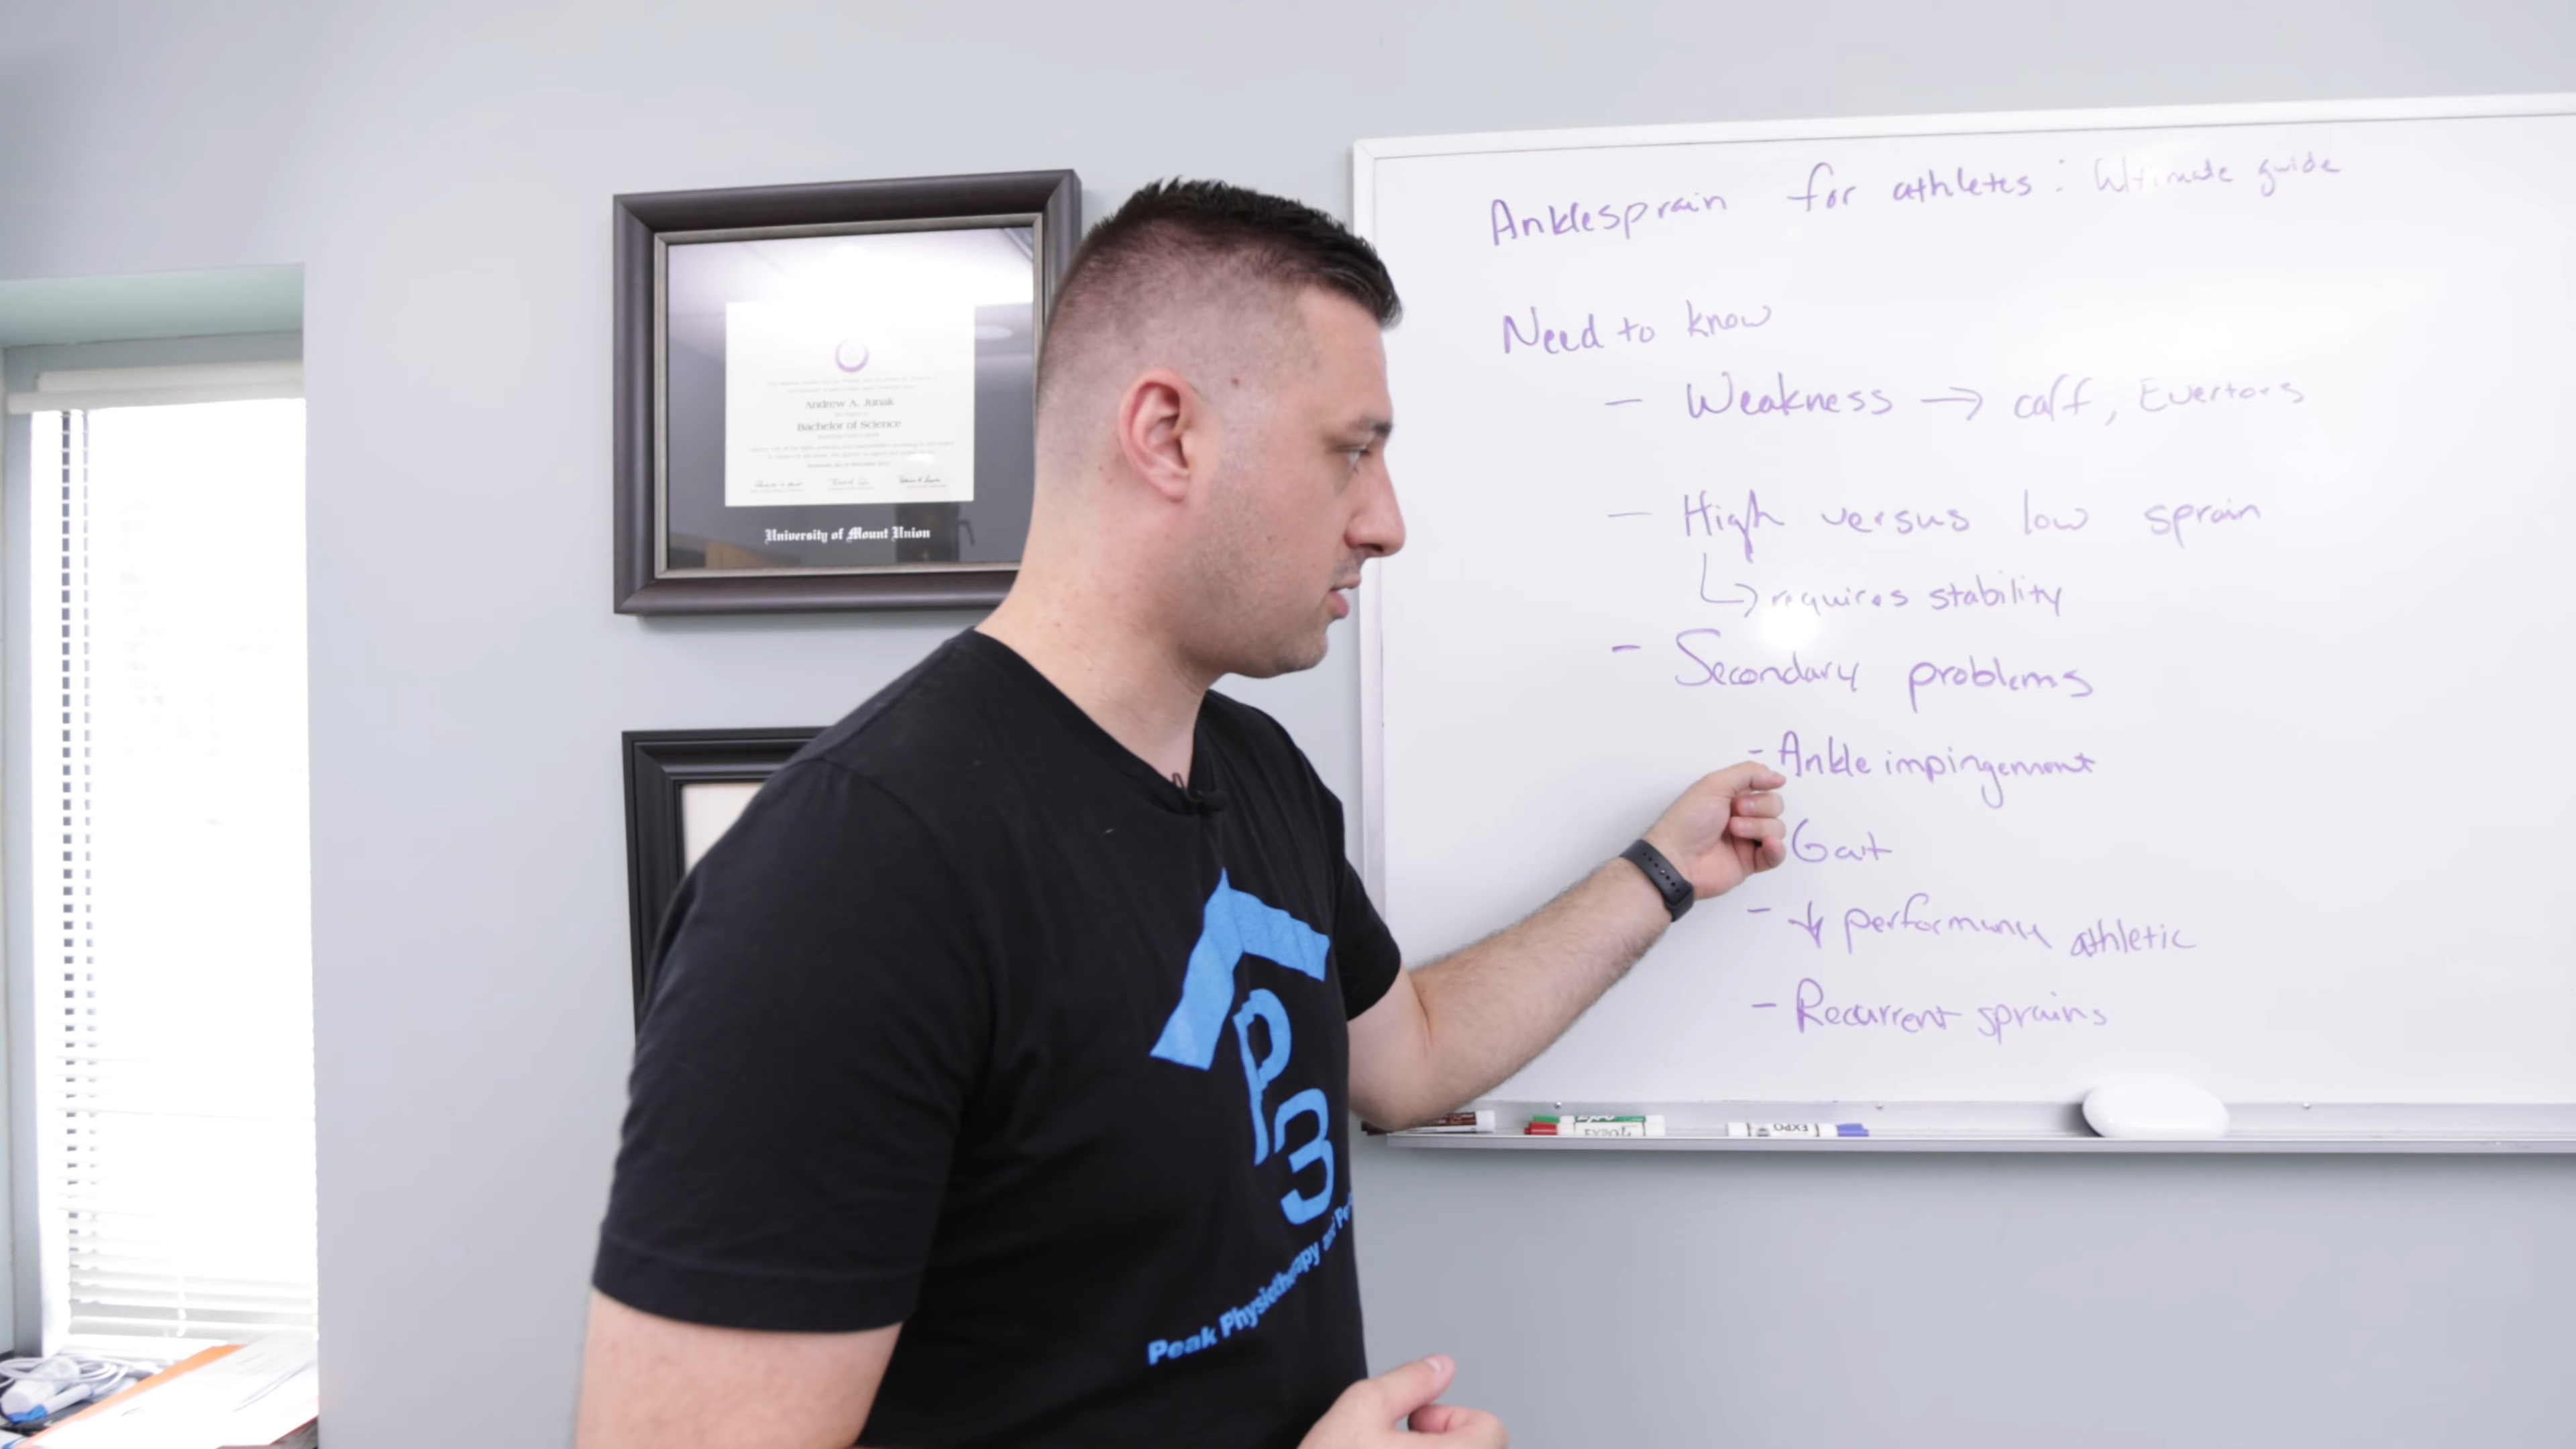 Andrew A. Junak
Bachelor of Science
University of Mount Union
Anklesprain for athletes: Ultimate guide
Need to know
- Weakness → calf, Evertors
- High versus low sprain
↳ requires stability
- Secondary problems
- Ankle impingement
Gait
- ↓ performance athletic
- Recurrent sprains
EXPO
EXPO
P3
Peak Physiotherapy and